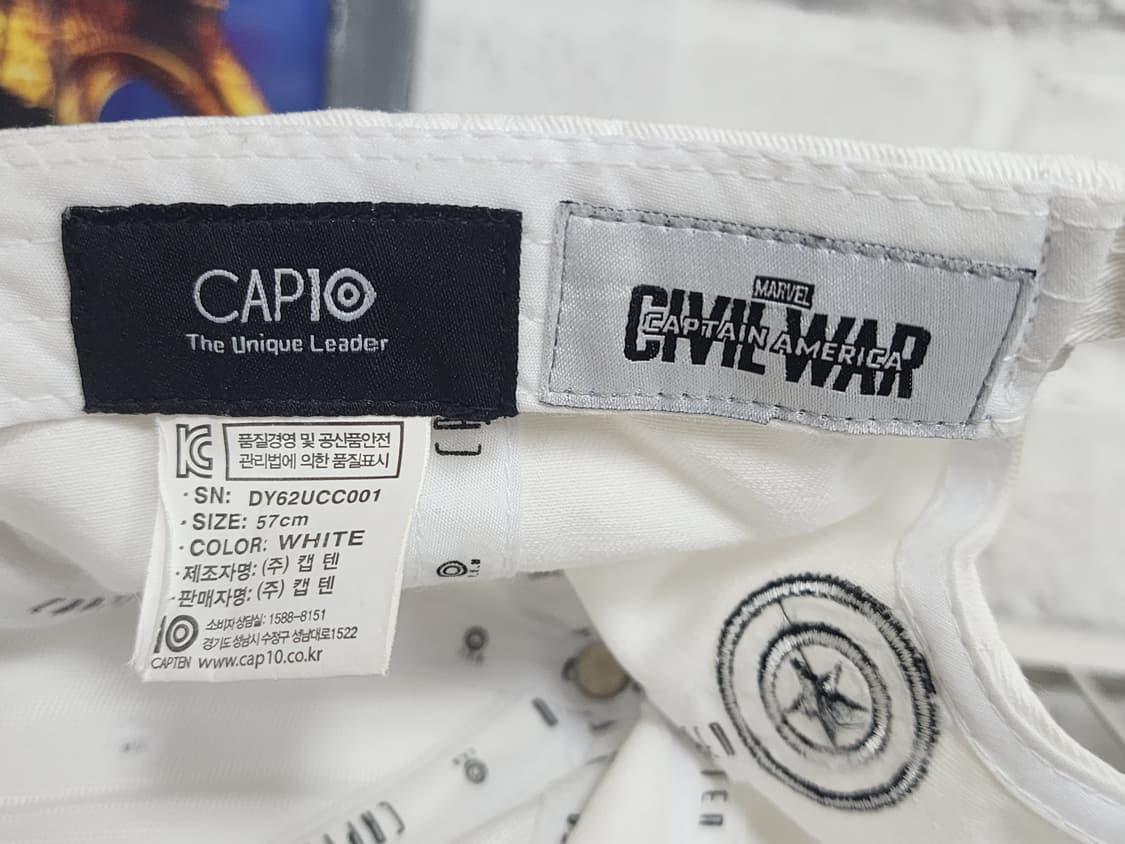 CAP10
The Unique Leader
MARVEL
CIVIL WAR
CAPTAIN AMERICA
품질경영 및 공산품안전
관리법에 의한 품질표시
· SN: DY62UCC001
· SIZE: 57cm
· COLOR: WHITE
· 제조자명: (주) 캡 텐
· 판매자명: (주) 캡 텐
소비자상담실: 1588-8151
경기도 성남시 수정구 성남대로1522
CAPTEN www.cap10.co.kr